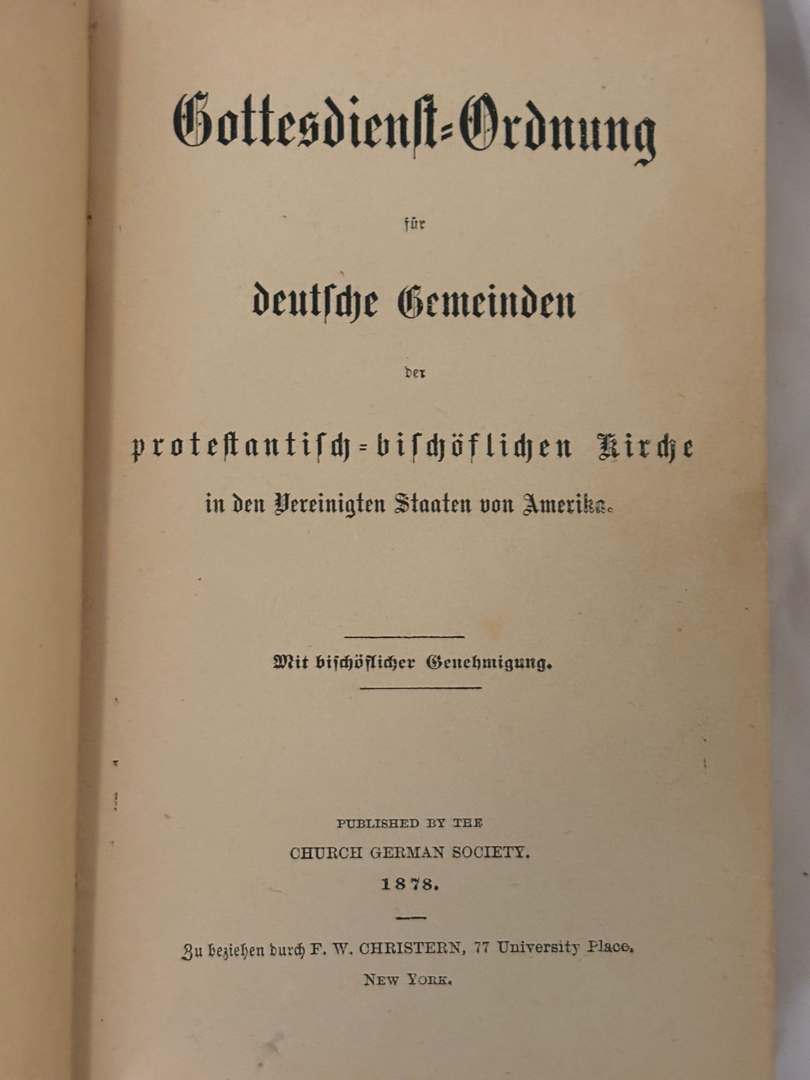 Gottesdienſt-Ordnung
für
deutſche Gemeinden
der
proteſtantiſch-biſchöflichen Kirche
in den Vereinigten Staaten von Amerika.
Mit biſchöflicher Genehmigung.
PUBLISHED BY THE
CHURCH GERMAN SOCIETY.
1878.
Zu beziehen durch F. W. CHRISTERN, 77 University Place.
NEW YORK.